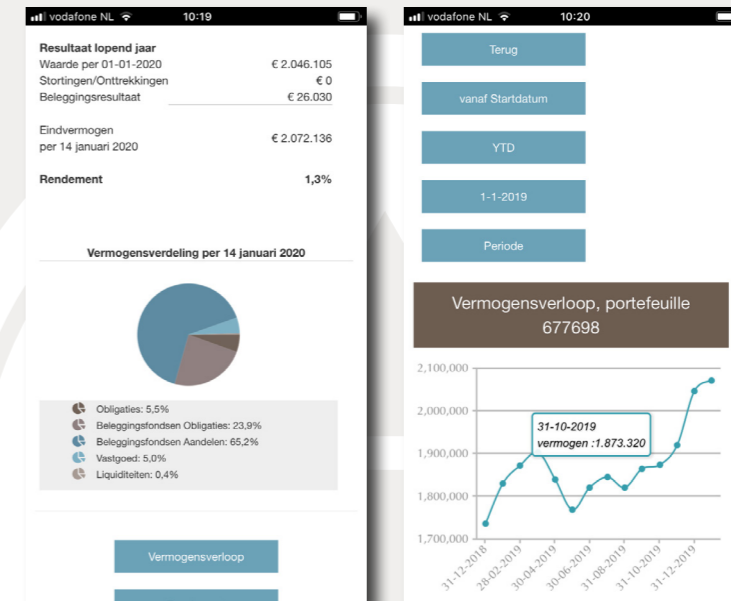 vodafone NL 10:19
Resultaat lopend jaar
Waarde per 01-01-2020 € 2.046.105
Stortingen/Onttrekkingen € 0
Beleggingsresultaat € 26.030
Eindvermogen
per 14 januari 2020 € 2.072.136
Rendement 1,3%
Vermogensverdeling per 14 januari 2020
Obligaties: 5,5%
Beleggingsfondsen Obligaties: 23,9%
Beleggingsfondsen Aandelen: 65,2%
Vastgoed: 5,0%
Liquiditeiten: 0,4%
Vermogensverloop
vodafone NL 10:20
Terug
vanaf Startdatum
YTD
1-1-2019
Periode
Vermogensverloop, portefeuille
677698
2,100,000
2,000,000
1,900,000
1,800,000
1,700,000
31-10-2019
vermogen :1.873.320
31-12-2018
28-02-2019
30-04-2019
30-06-2019
31-08-2019
31-10-2019
31-12-2019